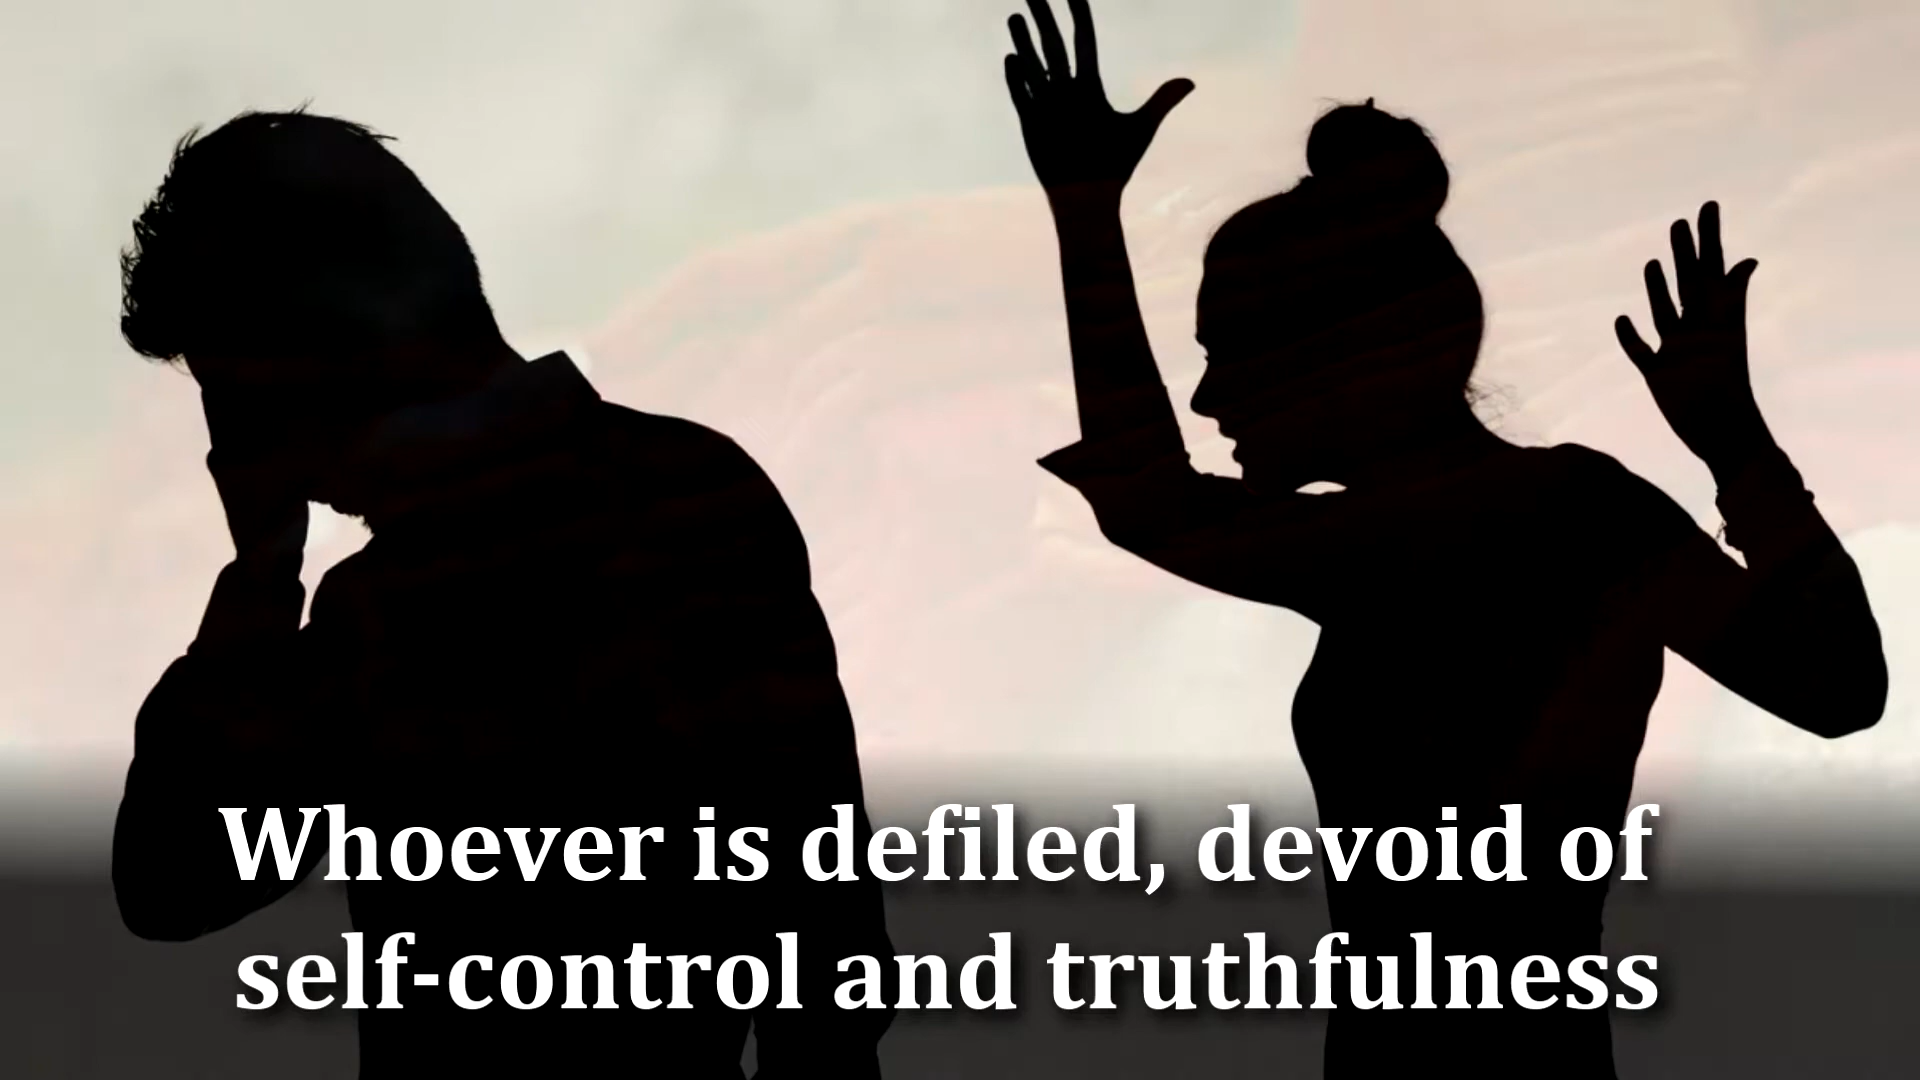 Whoever is defiled, devoid of
self-control and truthfulness